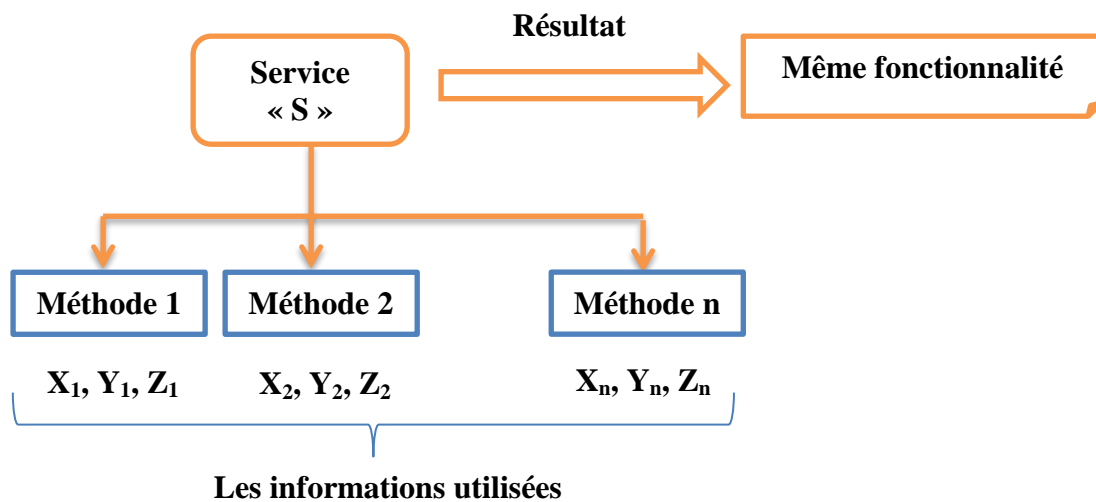 Résultat
Service
« S »
Même fonctionnalité
Méthode 1
Méthode 2
Méthode n
X₁, Y₁, Z₁
X₂, Y₂, Z₂
Xₙ, Yₙ, Zₙ
Les informations utilisées